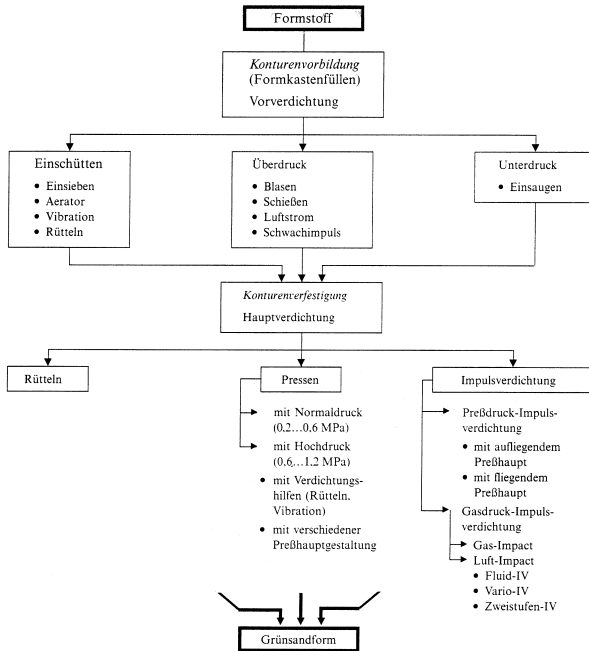 Formstoff
Konturenvorbildung
(Formkastenfüllen)
Vorverdichtung
Einschütten
• Einsieben
• Aerator
• Vibration
• Rütteln
Überdruck
• Blasen
• Schießen
• Luftstrom
• Schwachimpuls
Unterdruck
• Einsaugen
Konturenverfestigung
Hauptverdichtung
Rütteln
Pressen
mit Normaldruck
(0.2...0.6 MPa)
mit Hochdruck
(0.6...1.2 MPa)
• mit Verdichtungs-
hilfen (Rütteln.
Vibration)
• mit verschiedener
Preßhauptgestaltung
Impulsverdichtung
Preßdruck-Impuls-
verdichtung
• mit aufliegendem
Preßhaupt
• mit fliegendem
Preßhaupt
Gasdruck-Impuls-
verdichtung
Gas-Impact
Luft-Impact
• Fluid-IV
• Vario-IV
• Zweistufen-IV
Grünsandform